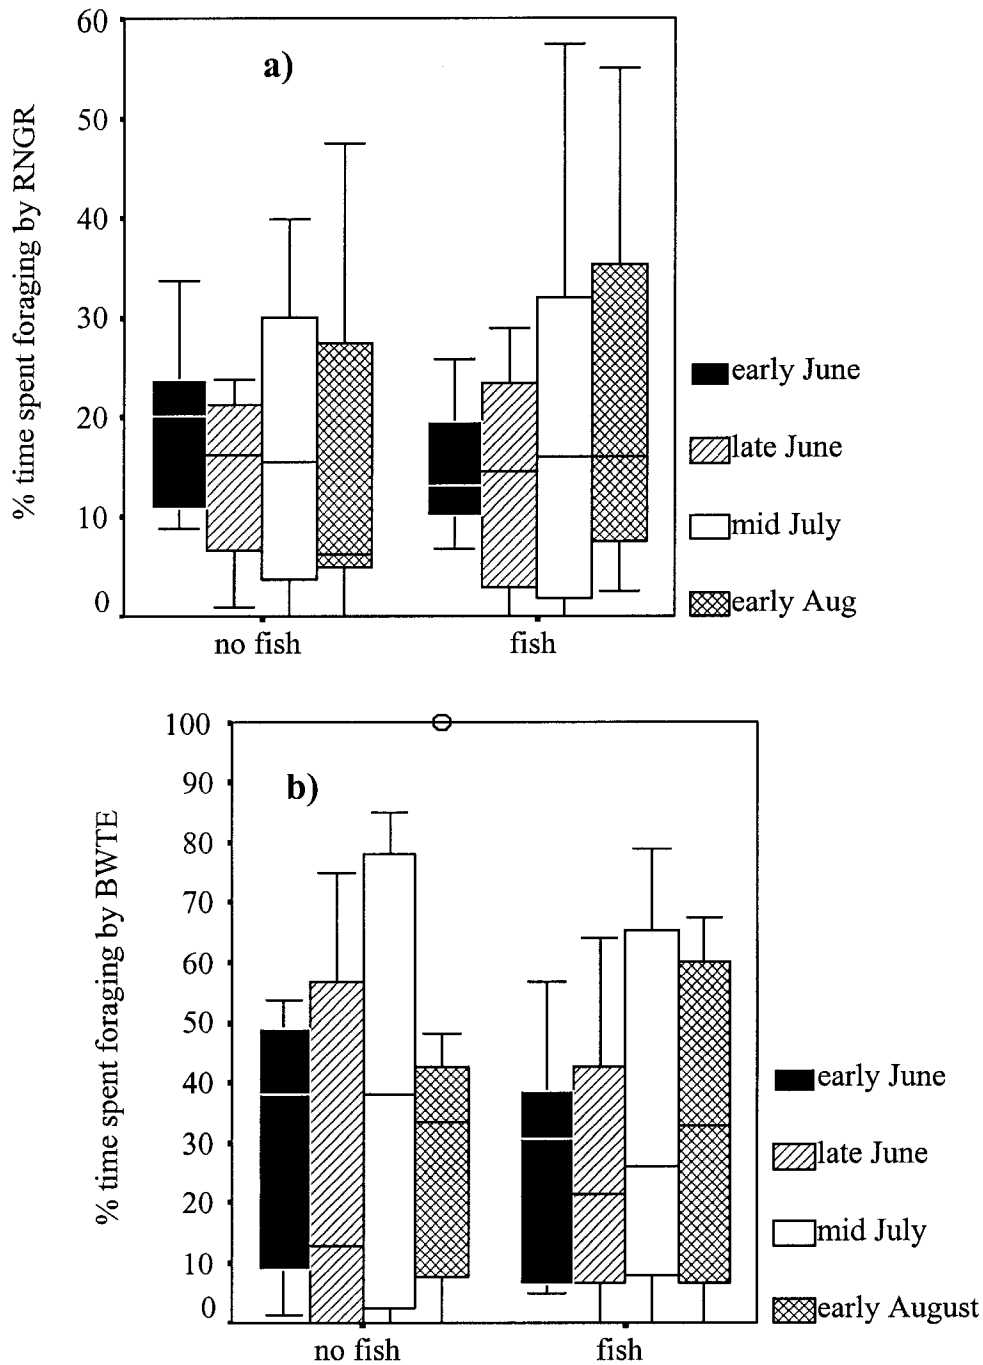 60
a)
50
40
30
20
10
0
% time spent foraging by RNGR
no fish
fish
early June
late June
mid July
early Aug
100
90
b)
80
70
60
50
40
30
20
10
0
% time spent foraging by BWTE
no fish
fish
early June
late June
mid July
early August